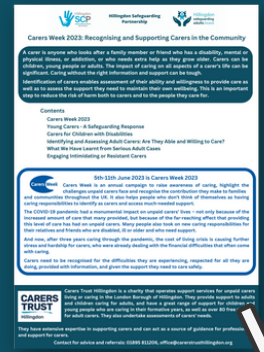 Hillingdon
SCP
Hillingdon Safeguarding
Partnership
Hillingdon
safeguarding
adults board
Carers Week 2023: Recognising and Supporting Carers in the Community
A carer is anyone who looks after a family member or friend who has a disability, mental or
physical illness, or addiction, or who needs extra help as they grow older. Carers can be
children, young people or adults. The impact of caring on all aspects of a carer's life can be
significant. Caring without the right information and support can be tough.
Identification of carers enables assessment of their ability and willingness to provide care as
well as to assess the support they need to maintain their own wellbeing. This is an important
step to reduce the risk of harm both to carers and to the people they care for.
Contents
Carers Week 2023
Young Carers - A Safeguarding Response
Carers for Children with Disabilities
Identifying and Assessing Adult Carers: Are They Able and Willing to Care?
What We Have Learnt from Serious Adult Cases
Engaging Intimidating or Resistant Carers
5th-11th June 2023 is Carers Week
Carers Week
Carers Week is an annual campaign to raise awareness of caring, highlight the
challenges unpaid carers face and recognise the contribution they make to families
and communities throughout the UK. It also helps people who don't think of themselves as having
caring responsibilities to identify as carers and access much-needed support.
The COVID-19 pandemic had a monumental impact on unpaid carers' lives – not only because of the
increased amount of care that many provided, but because of the far-reaching effect that providing
this level of care has had on unpaid carers. Many people also took on new caring responsibilities for
their relatives and friends who are disabled, ill or older and who need support.
And now, after three years caring through the pandemic, the cost of living crisis is causing further
stress and hardship for carers, who were already dealing with the financial difficulties that often come
with caring.
Carers need to be recognised for the difficulties they are experiencing, respected for all they are
doing, provided with information, and given the support they need to care safely.
CARERS
TRUST
Hillingdon
Carers Trust Hillingdon is a charity that operates support services for unpaid carers
living or caring in the London Borough of Hillingdon. They provide support to adults
and children caring for adults, and have a great range of support for children and
young people who are caring in their formative years, as well as over 80 free
for adult carers. They also undertake assessments of carers' needs.
They have extensive experience in supporting carers and can act as a source of guidance for
and support for carers.
Contact for advice and referrals: 01895 811206, office@carerstrusthillingdon.org